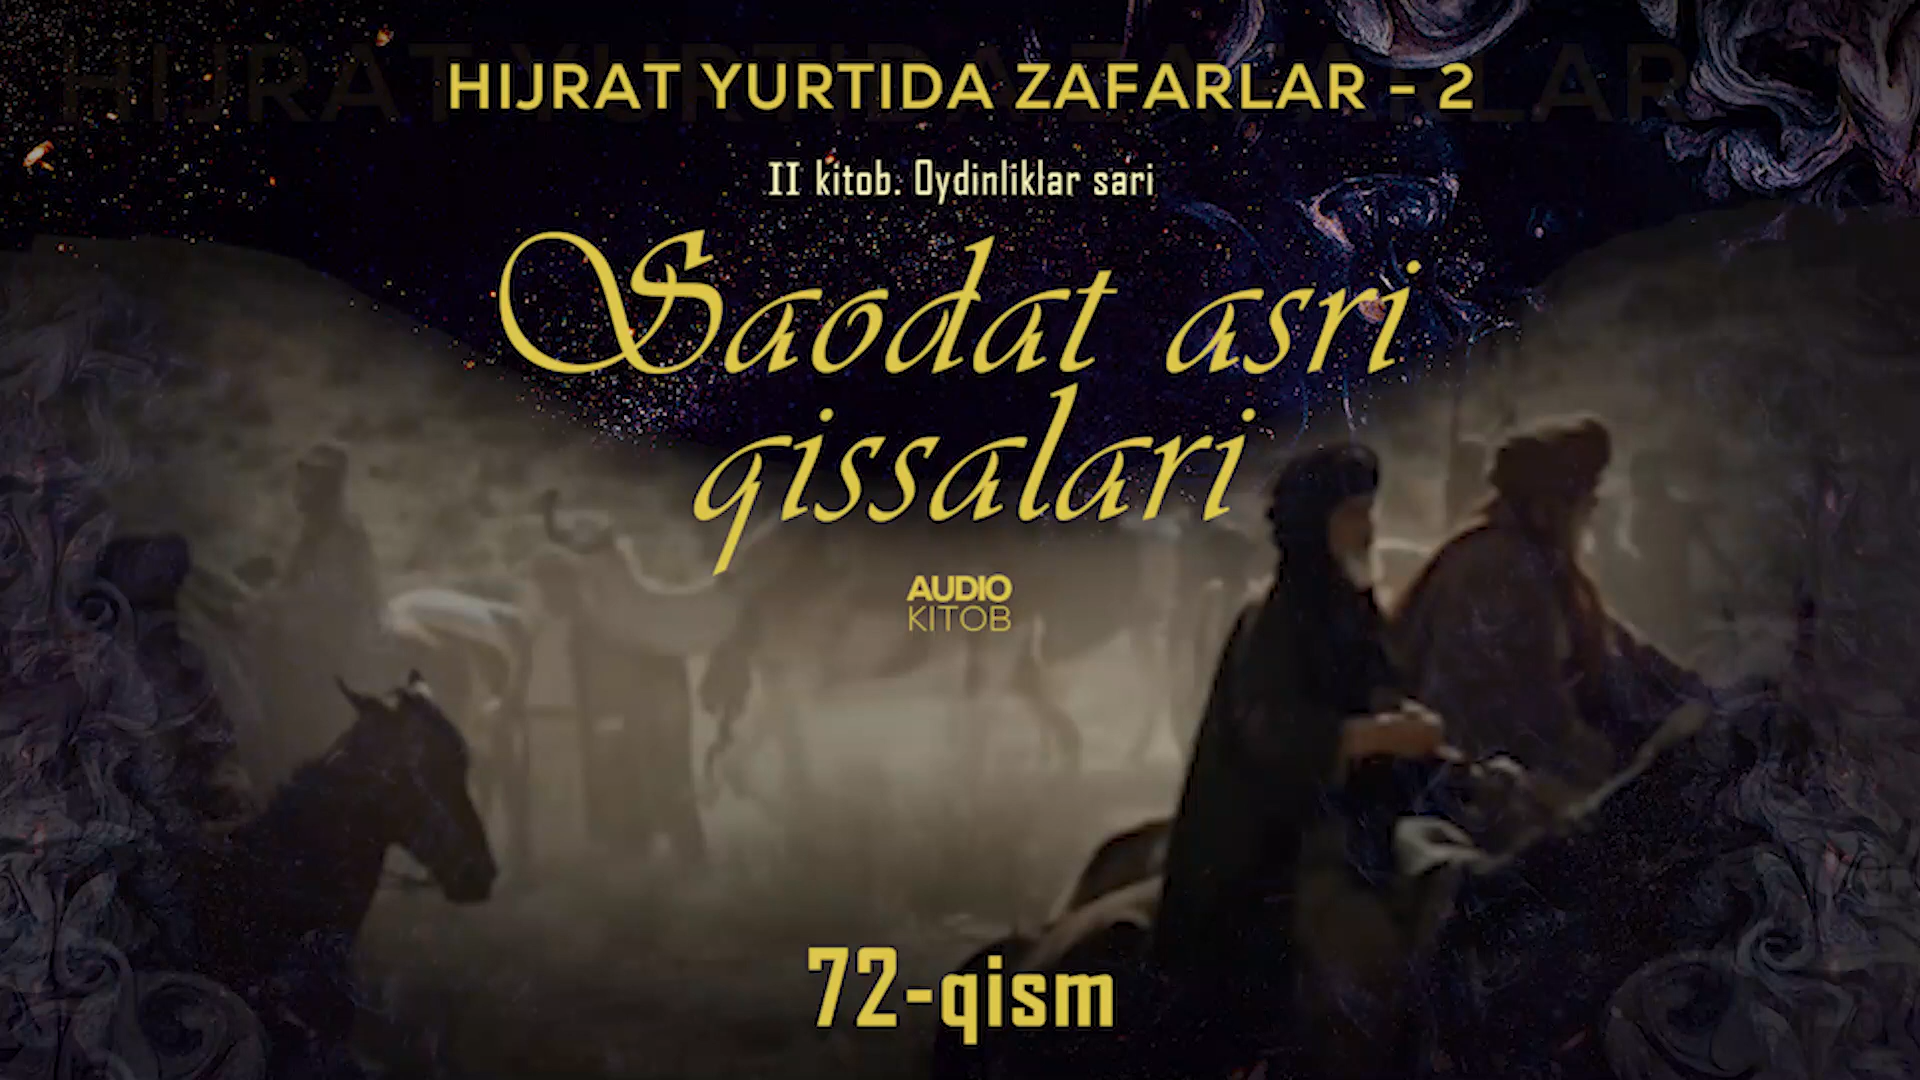 HIJRAT YURTIDA ZAFARLAR - 2
II kitob. Oydinliklar sari
Saodat asri
qissalari
AUDIO
KITOB
72-qism